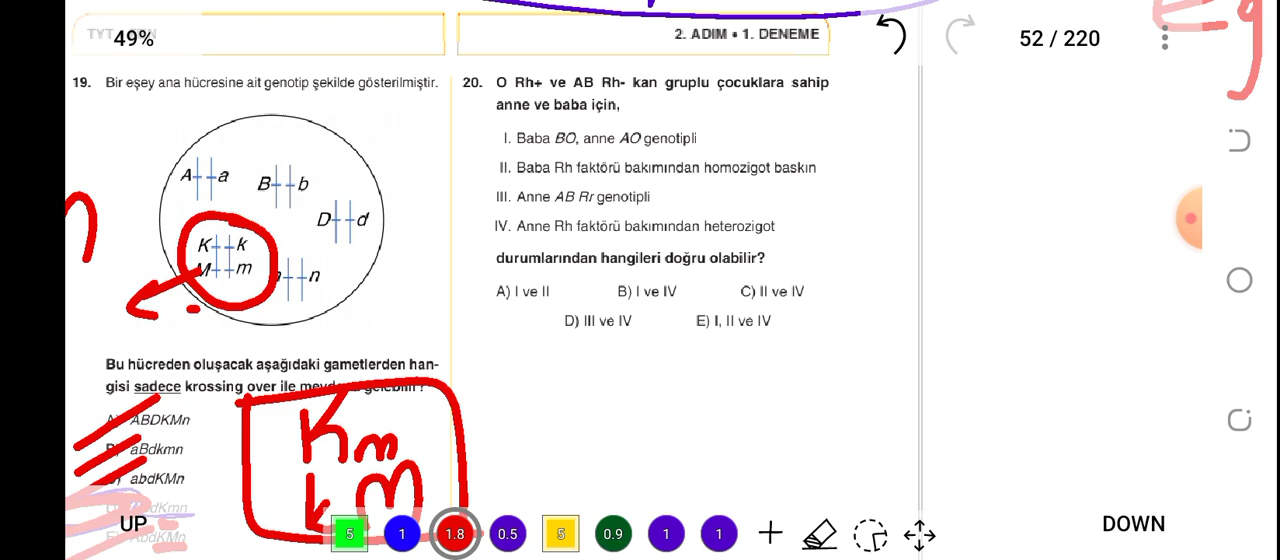 TYT
49%
2. ADIM • 1. DENEME
52 / 220
19. Bir eşey ana hücresine ait genotip şekilde gösterilmiştir.
A a
B b
D d
K k
M m
n n
Bu hücreden oluşacak aşağıdaki gametlerden han-
gisi sadece krossing over ile
A) ABDKMn
B) aBdkmn
abdKMn
bdKmn
E) KbdKMn
Km
kM
20. O Rh+ ve AB Rh- kan gruplu çocuklara sahip
anne ve baba için,
I. Baba BO, anne AO genotipli
II. Baba Rh faktörü bakımından homozigot baskın
III. Anne AB Rr genotipli
IV. Anne Rh faktörü bakımından heterozigot
durumlarından hangileri doğru olabilir?
A) I ve II B) I ve IV C) II ve IV
D) III ve IV E) I, II ve IV
UP
5 1 1.8 0.5 5 0.9 1 1
DOWN